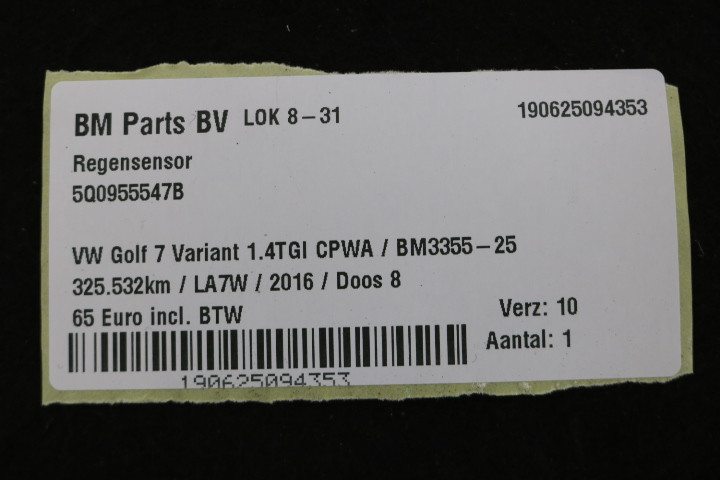 BM Parts BV LOK 8-31 190625094353
Regensensor
5Q0955547B
VW Golf 7 Variant 1.4TGI CPWA / BM3355-25
325.532km / LA7W / 2016 / Doos 8
65 Euro incl. BTW Verz: 10
Aantal: 1
190625094353